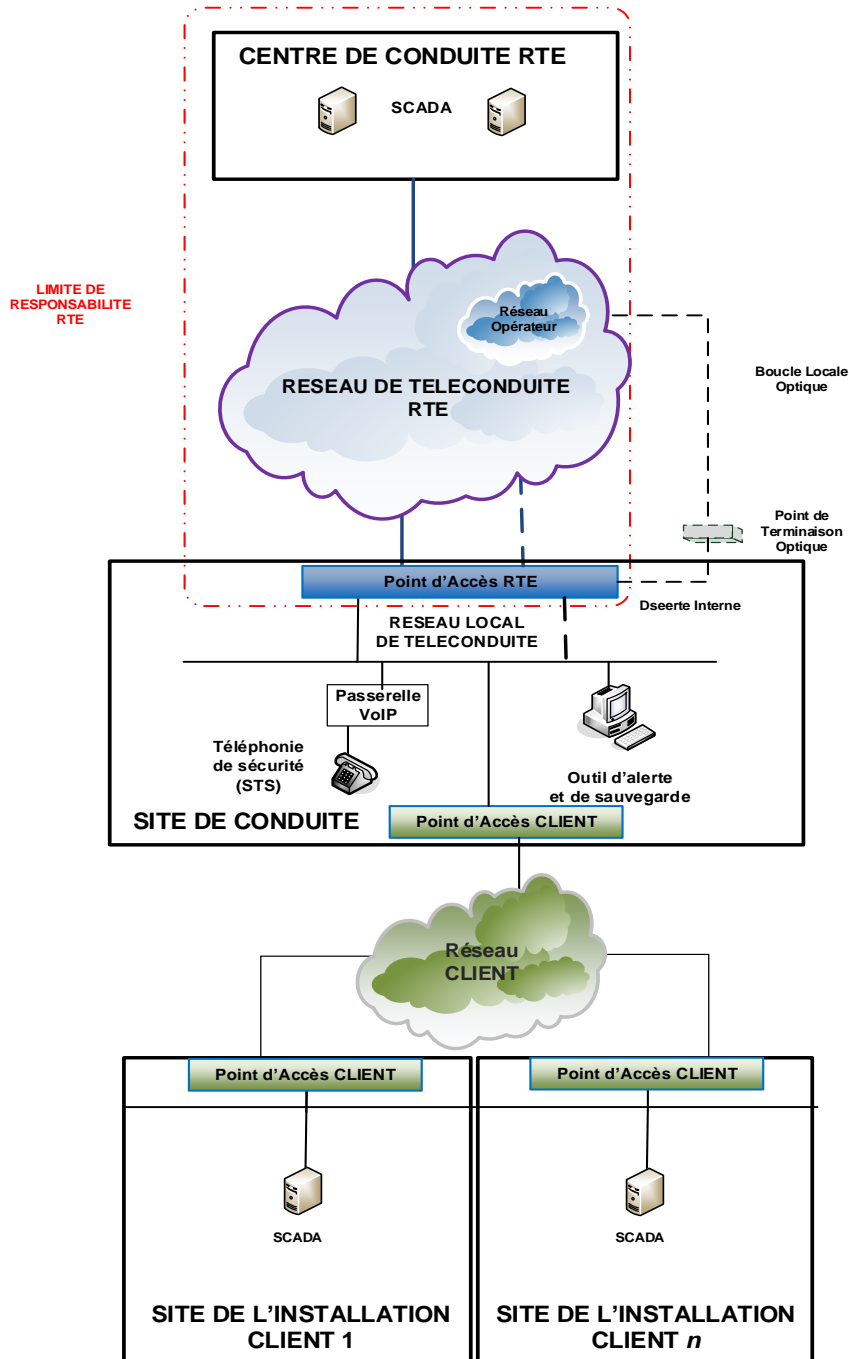 CENTRE DE CONDUITE RTE
SCADA
LIMITE DE
RESPONSABILITE
RTE
Réseau
Opérateur
RESEAU DE TELECONDUITE
RTE
Boucle Locale
Optique
Point de
Terminaison
Optique
Point d'Accès RTE
Dseerte Interne
RESEAU LOCAL
DE TELECONDUITE
Passerelle
VoIP
Téléphonie
de sécurité
(STS)
Outil d'alerte
et de sauvegarde
SITE DE CONDUITE
Point d'Accès CLIENT
Réseau
CLIENT
Point d'Accès CLIENT
Point d'Accès CLIENT
SCADA
SCADA
SITE DE L'INSTALLATION
CLIENT 1
SITE DE L'INSTALLATION
CLIENT n